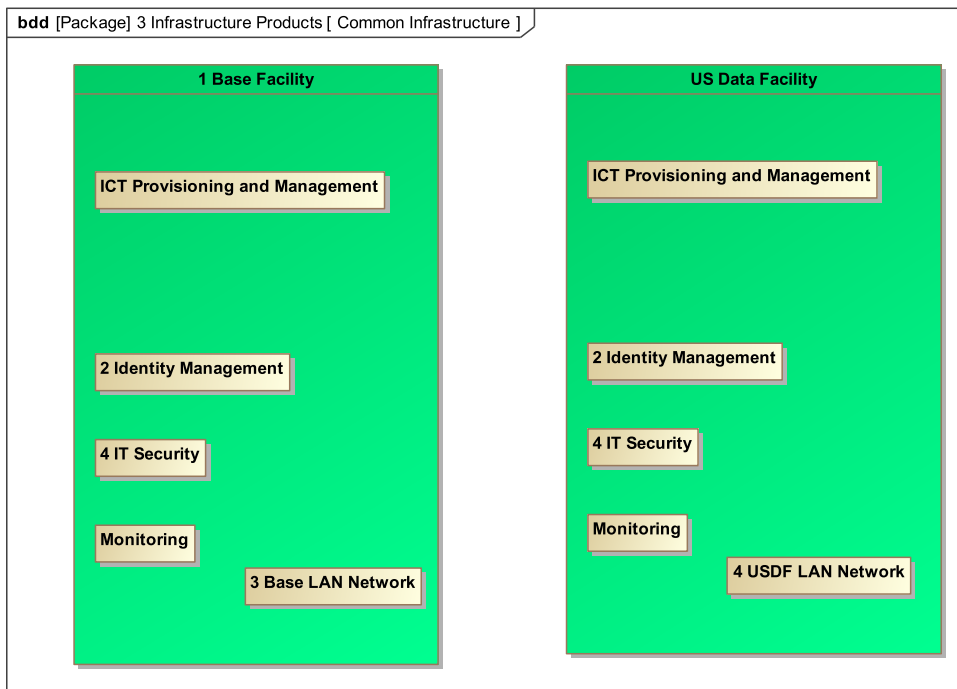 bdd [Package] 3 Infrastructure Products [ Common Infrastructure ]
1 Base Facility
ICT Provisioning and Management
2 Identity Management
4 IT Security
Monitoring
3 Base LAN Network
US Data Facility
ICT Provisioning and Management
2 Identity Management
4 IT Security
Monitoring
4 USDF LAN Network